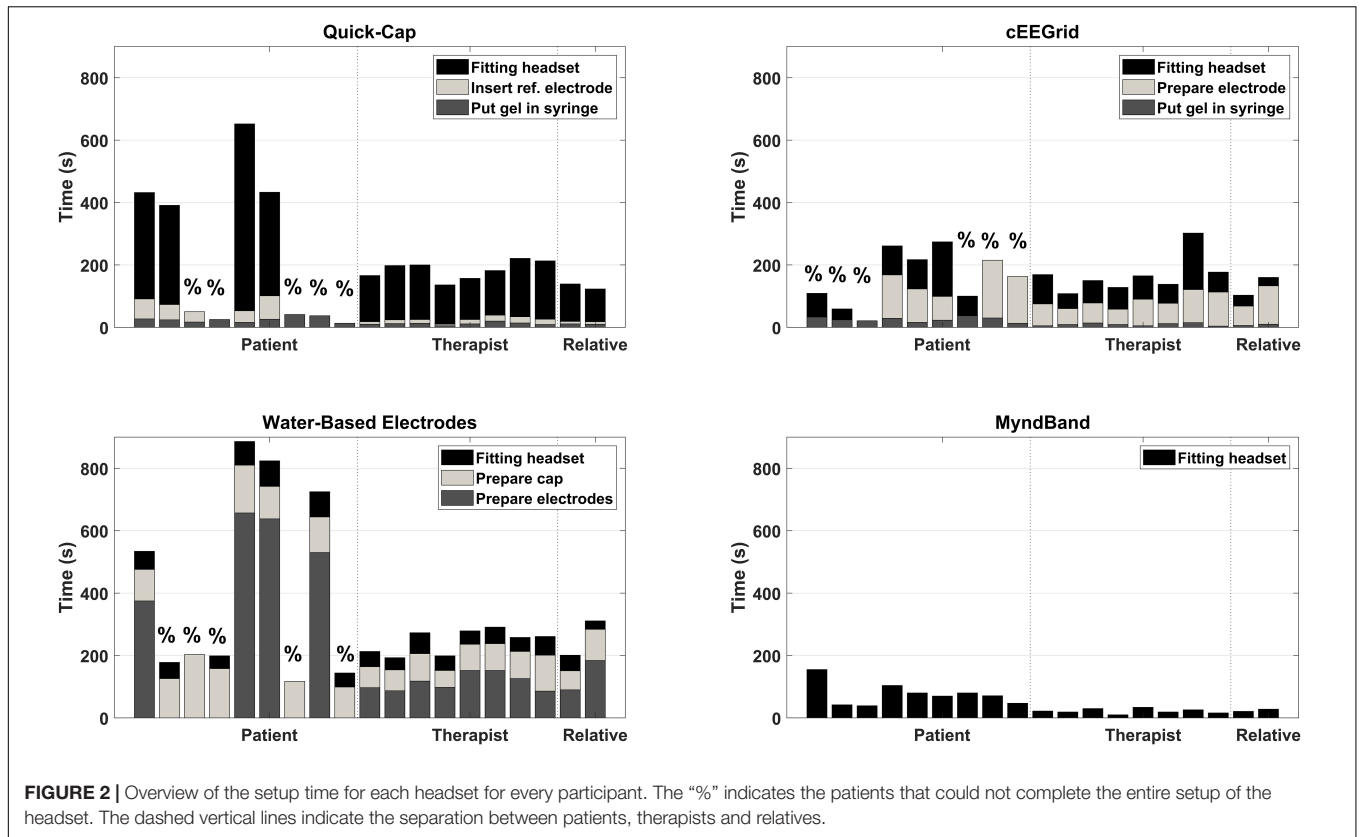 Quick-Cap
Fitting headset
Insert ref. electrode
Put gel in syringe
Time (s)
800
600
400
200
0
% % % % %
Patient Therapist Relative
cEEGrid
Fitting headset
Prepare electrode
Put gel in syringe
Time (s)
800
600
400
200
0
% % % % % %
Patient Therapist Relative
Water-Based Electrodes
Fitting headset
Prepare cap
Prepare electrodes
Time (s)
800
600
400
200
0
% % % % %
Patient Therapist Relative
MyndBand
Fitting headset
Time (s)
800
600
400
200
0
Patient Therapist Relative
FIGURE 2 | Overview of the setup time for each headset for every participant. The “%” indicates the patients that could not complete the entire setup of the
headset. The dashed vertical lines indicate the separation between patients, therapists and relatives.